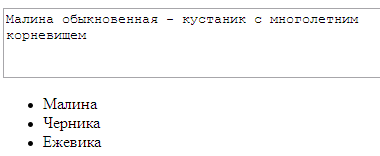 Малина обыкновенная - кустаник с многолетним
корневищем
Малина
Черника
Ежевика